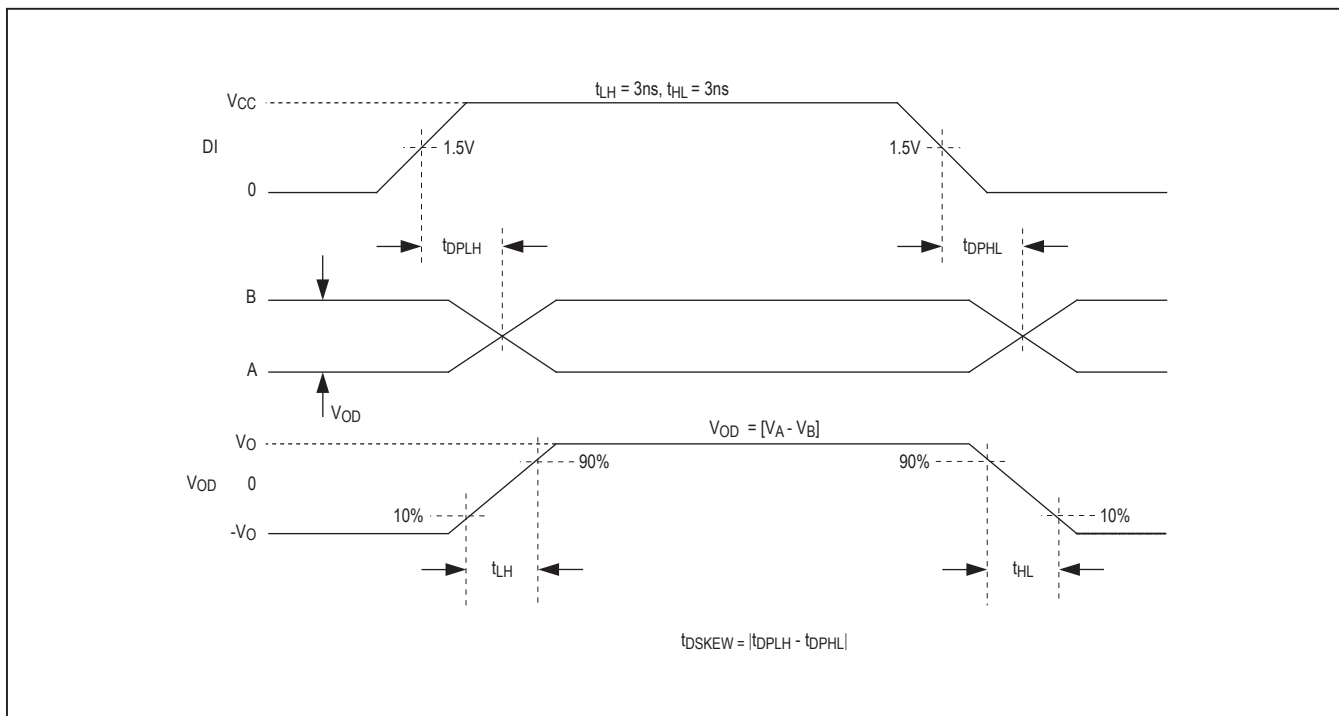 tLH = 3ns, tHL = 3ns
VCC
DI
1.5V
1.5V
0
tDPLH
tDPHL
B
A
VOD
VOD = [VA - VB]
VO
90%
90%
VOD 0
10%
10%
-VO
tLH
tHL
tDSKEW = |tDPLH - tDPHL|